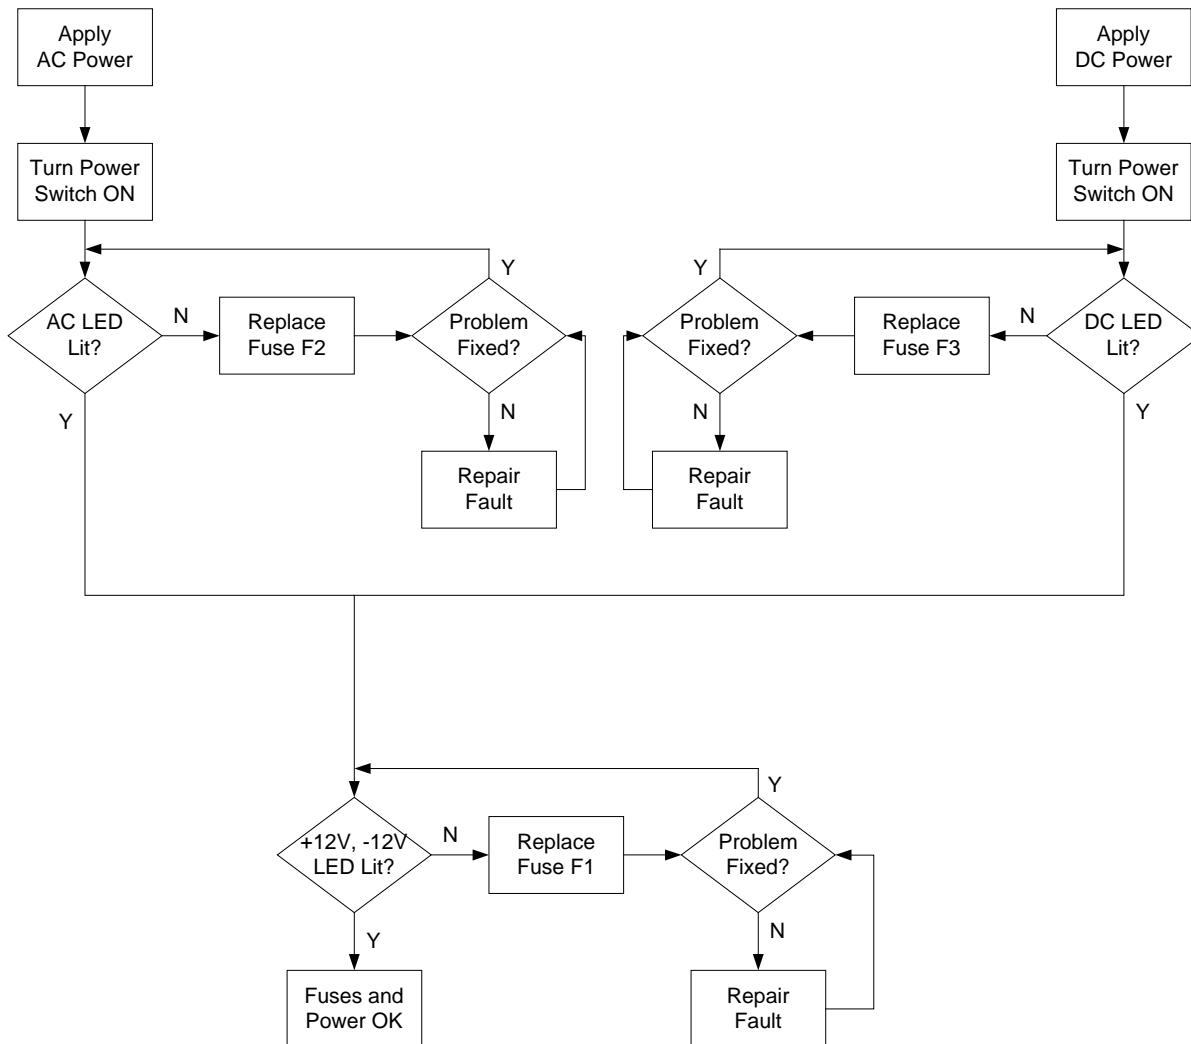 Apply
AC Power
Apply
DC Power
Turn Power
Switch ON
Turn Power
Switch ON
Y
Y
AC LED
Lit?
N
Replace
Fuse F2
Problem
Fixed?
Problem
Fixed?
Replace
Fuse F3
N
DC LED
Lit?
Y
N
N
Y
Repair
Fault
Repair
Fault
Y
+12V, -12V
LED Lit?
N
Replace
Fuse F1
Problem
Fixed?
Y
N
Fuses and
Power OK
Repair
Fault